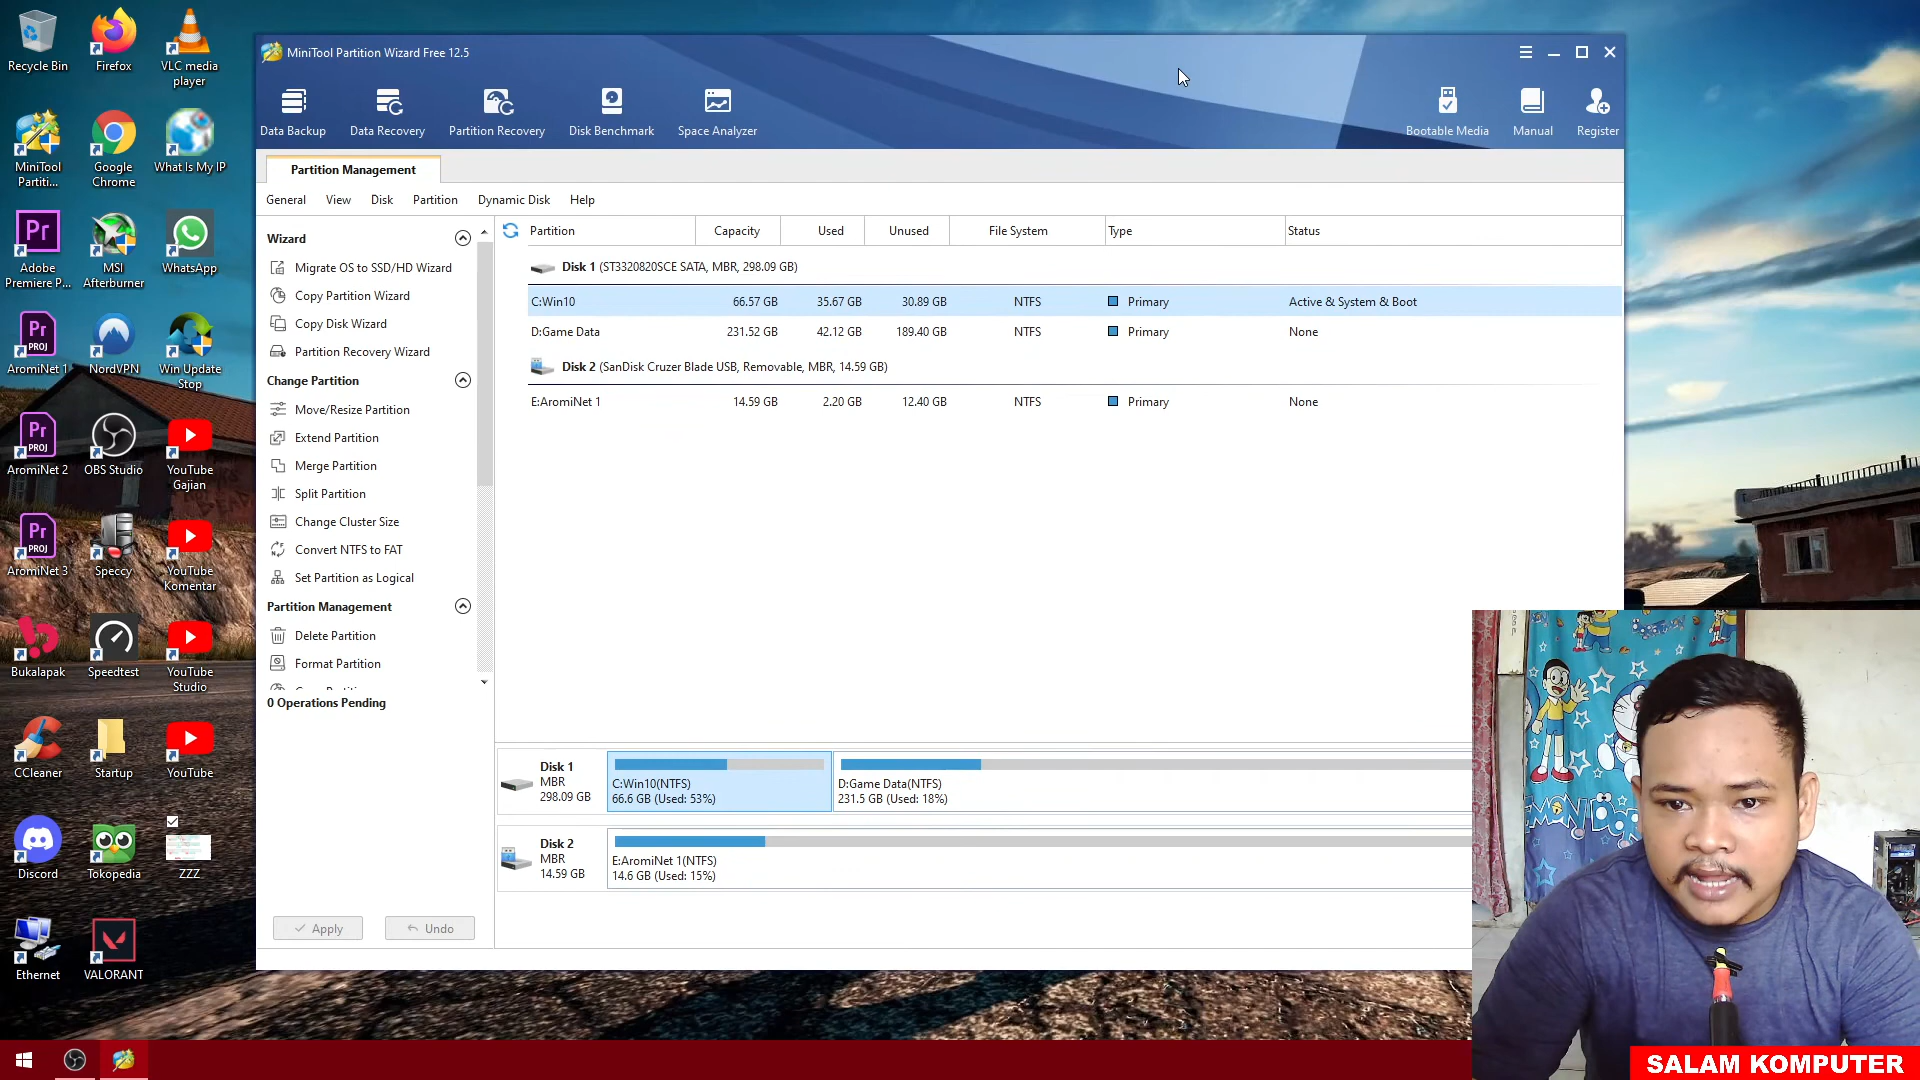 Recycle Bin
Firefox
VLC media
player
MiniTool
Partiti...
Google
Chrome
What Is My IP
Adobe
Premiere P...
MSI
Afterburner
WhatsApp
AromiNet 1
NordVPN
Win Update
Stop
AromiNet 2
OBS Studio
YouTube
Gajian
AromiNet 3
Speccy
YouTube
Komentar
Bukalapak
Speedtest
YouTube
Studio
CCleaner
Startup
YouTube
Discord
Tokopedia
ZZZ
Ethernet
VALORANT
Pr
Pr
PROJ
Pr
PROJ
Pr
PROJ
MiniTool Partition Wizard Free 12.5
Data Backup
Data Recovery
Partition Recovery
Disk Benchmark
Space Analyzer
Bootable Media
Manual
Register
Partition Management
General
View
Disk
Partition
Dynamic Disk
Help
Wizard
Migrate OS to SSD/HD Wizard
Copy Partition Wizard
Copy Disk Wizard
Partition Recovery Wizard
Change Partition
Move/Resize Partition
Extend Partition
Merge Partition
Split Partition
Change Cluster Size
Convert NTFS to FAT
Set Partition as Logical
Partition Management
Delete Partition
Format Partition
0 Operations Pending
Apply
Undo
Partition Capacity Used Unused File System Type Status
Disk 1 (ST3320820SCE SATA, MBR, 298.09 GB)
C:Win10 66.57 GB 35.67 GB 30.89 GB NTFS Primary Active & System & Boot
D:Game Data 231.52 GB 42.12 GB 189.40 GB NTFS Primary None
Disk 2 (SanDisk Cruzer Blade USB, Removable, MBR, 14.59 GB)
E:AromiNet 1 14.59 GB 2.20 GB 12.40 GB NTFS Primary None
Disk 1
MBR
298.09 GB
C:Win10(NTFS)
66.6 GB (Used: 53%)
D:Game Data(NTFS)
231.5 GB (Used: 18%)
Disk 2
MBR
14.59 GB
E:AromiNet 1(NTFS)
14.6 GB (Used: 15%)
SALAM KOMPUTER